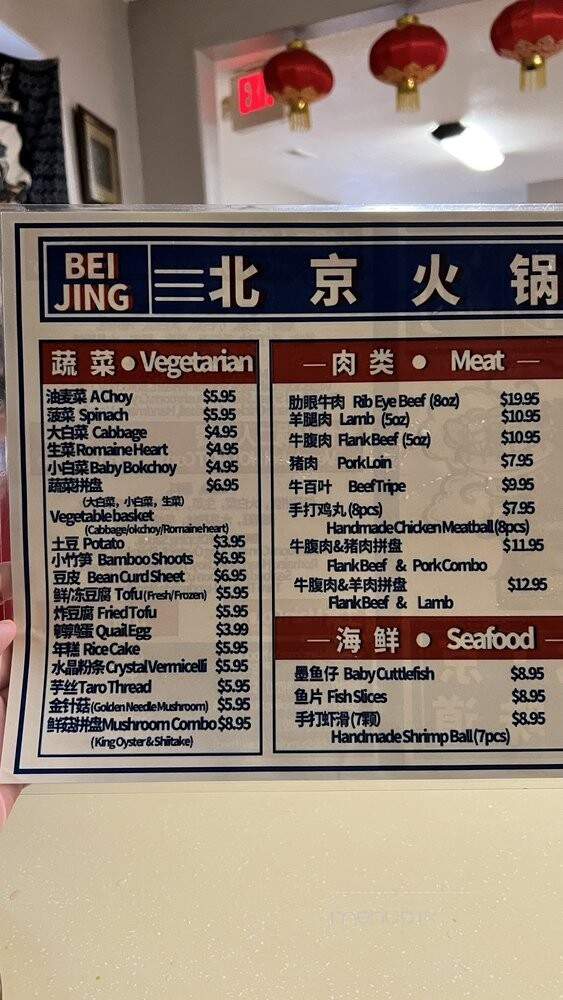 BEI
JING
北京火锅
蔬菜 • Vegetarian
油麦菜 A Choy $5.95
菠菜 Spinach $5.95
大白菜 Cabbage $4.95
生菜 Romaine Heart $4.95
小白菜 Baby Bokchoy $4.95
蔬菜拼盘 $6.95
(大白菜，小白菜，生菜)
Vegetable basket
(Cabbage/okchoy/Romaine heart)
土豆 Potato $3.95
小竹笋 Bamboo Shoots $6.95
豆皮 Bean Curd Sheet $6.95
鲜/冻豆腐 Tofu (Fresh/Frozen) $5.95
炸豆腐 Fried Tofu $5.95
鹌鹑蛋 Quail Egg $3.99
年糕 Rice Cake $5.95
水晶粉条 Crystal Vermicelli $5.95
芋丝 Taro Thread $5.95
金针菇 (Golden Needle Mushroom) $5.95
鲜菇拼盘 Mushroom Combo $8.95
(King Oyster & Shiitake)
— 肉类 • Meat —
肋眼牛肉 Rib Eye Beef (8oz) $19.95
羊腿肉 Lamb (5oz) $10.95
牛腹肉 Flank Beef (5oz) $10.95
猪肉 Pork Loin $7.95
牛百叶 Beef Tripe $9.95
手打鸡丸 (8pcs) $7.95
Handmade Chicken Meatball (8pcs)
牛腹肉&猪肉拼盘 $11.95
Flank Beef & Pork Combo
牛腹肉&羊肉拼盘 $12.95
Flank Beef & Lamb
— 海鲜 • Seafood —
墨鱼仔 Baby Cuttlefish $8.95
鱼片 Fish Slices $8.95
手打虾滑 (7颗) $8.95
Handmade Shrimp Ball (7pcs)